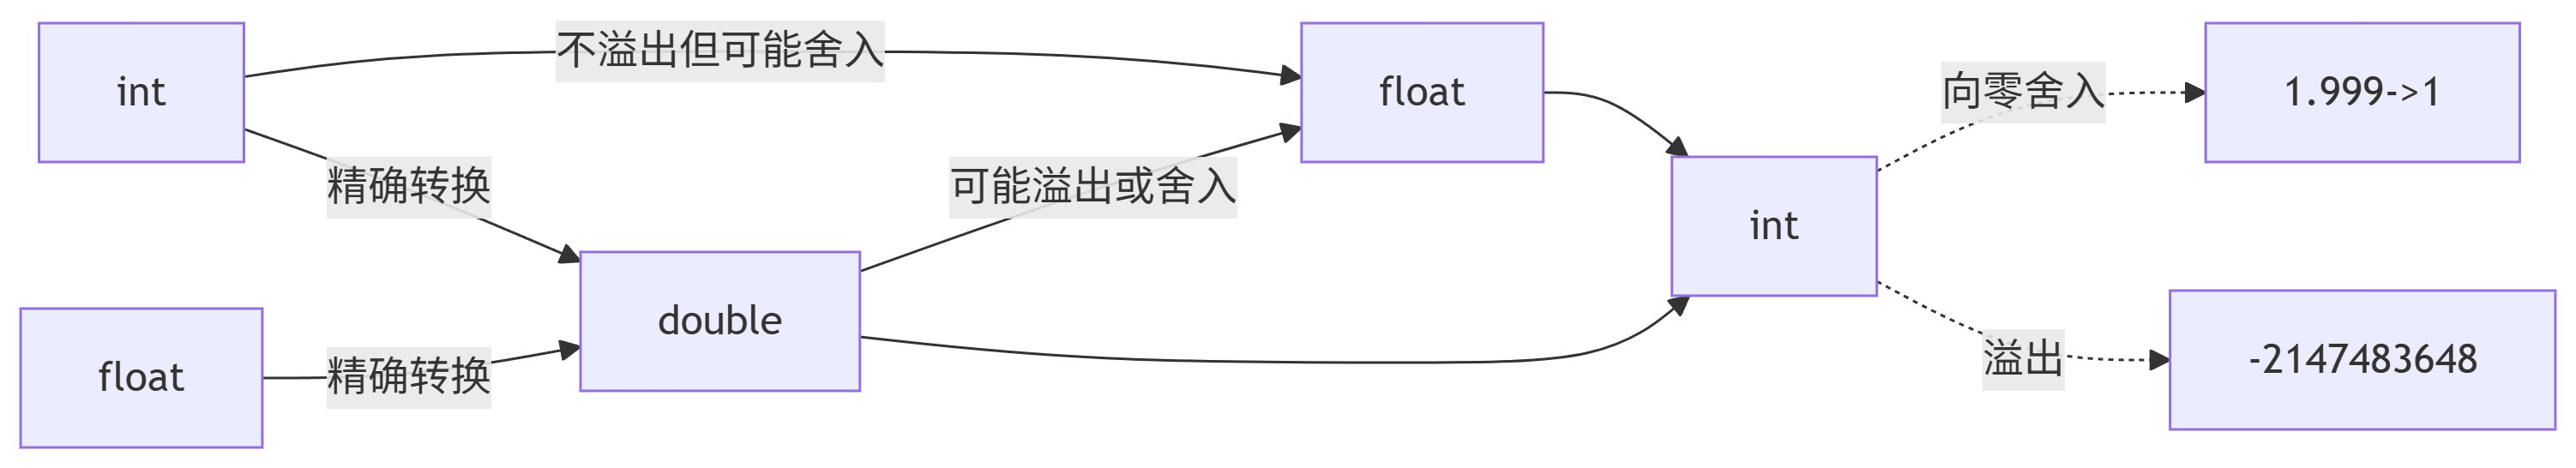 int
不溢出但可能舍入
float
向零舍入
1.999->1
精确转换
可能溢出或舍入
int
double
float
精确转换
溢出
-2147483648